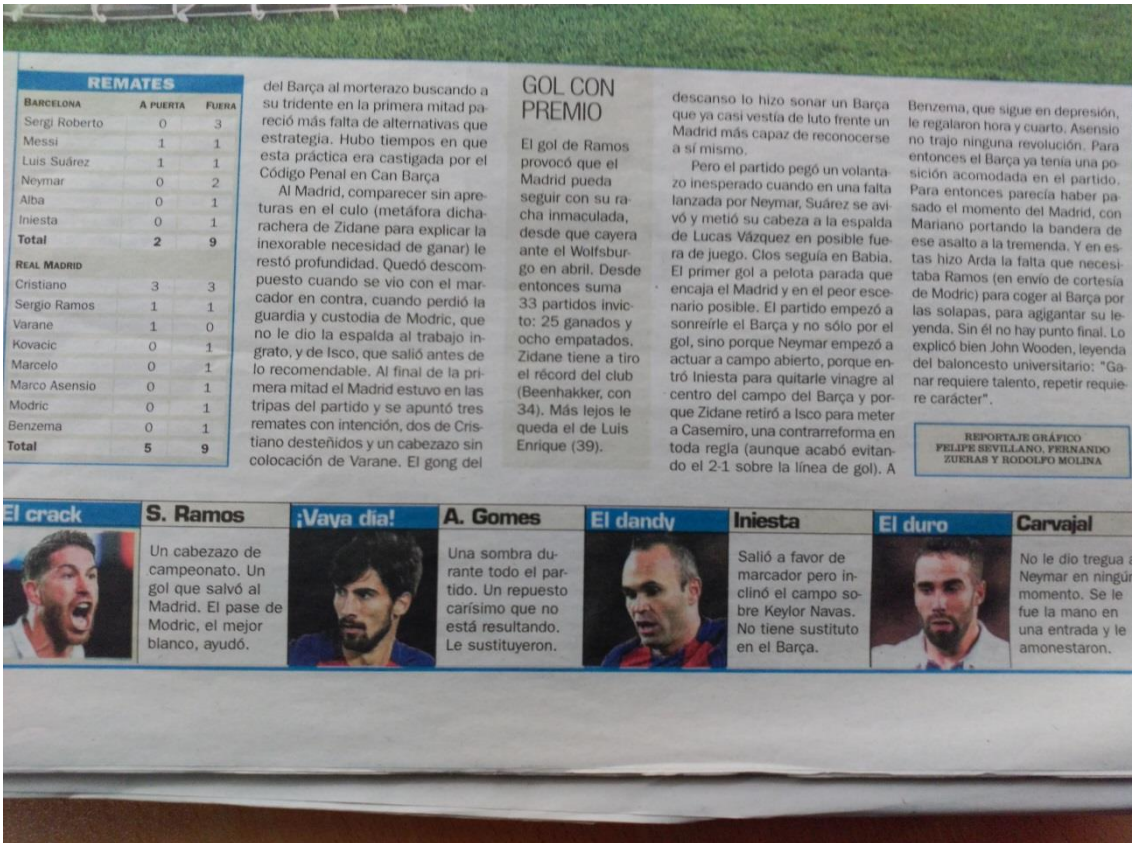 REMATES
BARCELONA A PUERTA FUERA
Sergi Roberto 0 3
Messi 1 1
Luis Suárez 1 1
Neymar 0 2
Alba 0 1
Iniesta 0 1
Total 2 9
REAL MADRID
Cristiano 3 3
Sergio Ramos 1 1
Varane 1 0
Kovacic 0 1
Marcelo 0 1
Marco Asensio 0 1
Modric 0 1
Benzema 0 1
Total 5 9
del Barça al morterazo buscando a
su tridente en la primera mitad pa-
reció más falta de alternativas que
estrategia. Hubo tiempos en que
esta práctica era castigada por el
Código Penal en Can Barça
Al Madrid, comparecer sin apre-
turas en el culo (metáfora dicha-
rachera de Zidane para explicar la
inexorable necesidad de ganar) le
restó profundidad. Quedó descom-
puesto cuando se vio con el mar-
cador en contra, cuando perdió la
guardia y custodia de Modric, que
no le dio la espalda al trabajo in-
grato, y de Isco, que salió antes de
lo recomendable. Al final de la pri-
mera mitad el Madrid estuvo en las
tripas del partido y se apuntó tres
remates con intención, dos de Cris-
tiano desteñidos y un cabezazo sin
colocación de Varane. El gong del
GOL CON
PREMIO
El gol de Ramos
provocó que el
Madrid pueda
seguir con su ra-
cha inmaculada,
desde que cayera
ante el Wolfsbur-
go en abril. Desde
entonces suma
33 partidos invic-
to: 25 ganados y
ocho empatados.
Zidane tiene a tiro
el récord del club
(Beenhakker, con
34). Más lejos le
queda el de Luis
Enrique (39).
descanso lo hizo sonar un Barça
que ya casi vestía de luto frente un
Madrid más capaz de reconocerse
a sí mismo.
Pero el partido pegó un volanta-
zo inesperado cuando en una falta
lanzada por Neymar, Suárez se avi-
vó y metió su cabeza a la espalda
de Lucas Vázquez en posible fue-
ra de juego. Clos seguía en Babia.
El primer gol a pelota parada que
encaja el Madrid y en el peor esce-
nario posible. El partido empezó a
sonreírle el Barça y no sólo por el
gol, sino porque Neymar empezó a
actuar a campo abierto, porque en-
tró Iniesta para quitarle vinagre al
centro del campo del Barça y por-
que Zidane retiró a Isco para meter
a Casemiro, una contrarreforma en
toda regla (aunque acabó evitan-
do el 2-1 sobre la línea de gol). A
Benzema, que sigue en depresión,
le regalaron hora y cuarto. Asensio
no trajo ninguna revolución. Para
entonces el Barça ya tenía una po-
sición acomodada en el partido.
Para entonces parecía haber pa-
sado el momento del Madrid, con
Mariano portando la bandera de
ese asalto a la tremenda. Y en es-
tas hizo Arda la falta que necesi-
taba Ramos (en envío de cortesía
de Modric) para coger al Barça por
las solapas, para agigantar su le-
yenda. Sin él no hay punto final. Lo
explicó bien John Wooden, leyenda
del baloncesto universitario: "Ga-
nar requiere talento, repetir requie-
re carácter".
REPORTAJE GRÁFICO
FELIPE SEVILLANO, FERNANDO
ZUERAS Y RODOLFO MOLINA
El crack
S. Ramos
Un cabezazo de
campeonato. Un
gol que salvó al
Madrid. El pase de
Modric, el mejor
blanco, ayudó.
¡Vaya día!
A. Gomes
Una sombra du-
rante todo el par-
tido. Un repuesto
carísimo que no
está resultando.
Le sustituyeron.
El dandy
Iniesta
Salió a favor de
marcador pero in-
clinó el campo so-
bre Keylor Navas.
No tiene sustituto
en el Barça.
El duro
Carvajal
No le dio tregua a
Neymar en ningún
momento. Se le
fue la mano en
una entrada y le
amonestaron.